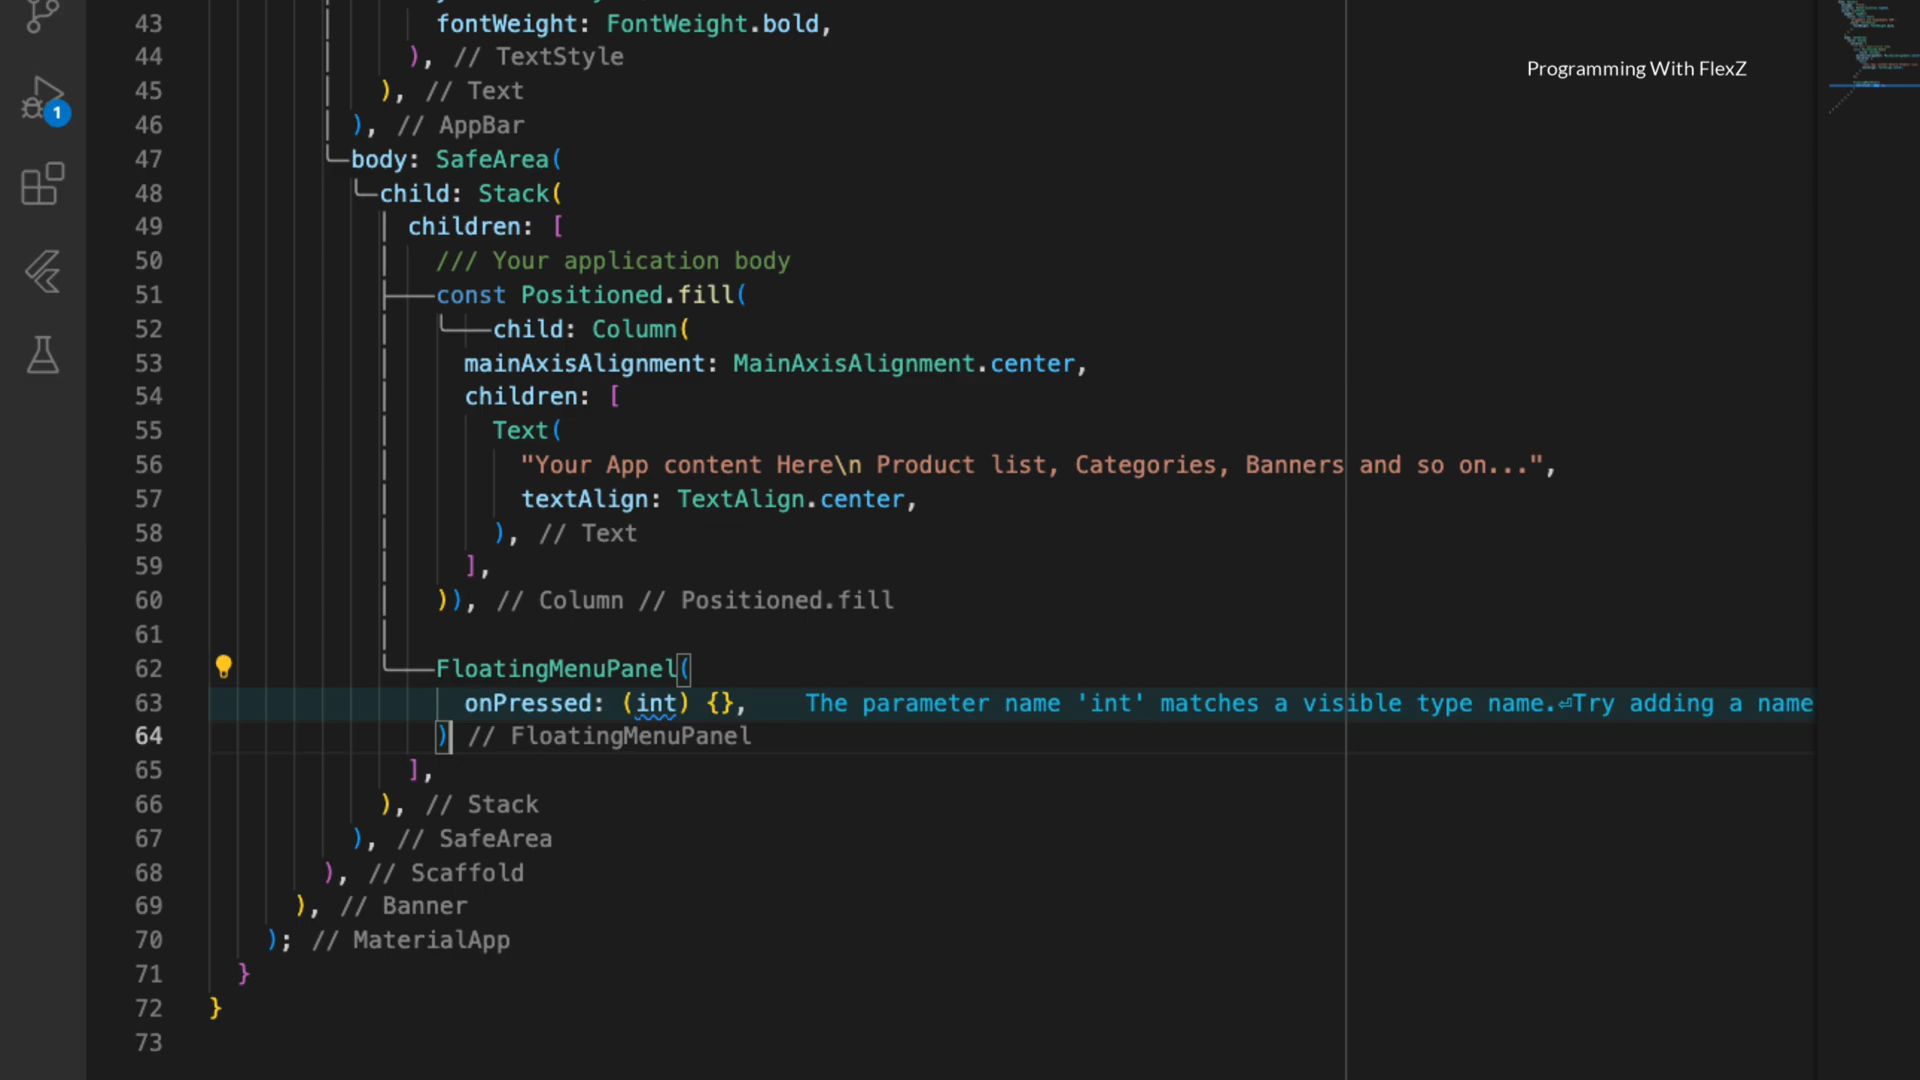 43 fontWeight: FontWeight.bold,
44 ), // TextStyle
Programming With FlexZ
45 ), // Text
1
46 ), // AppBar
47 body: SafeArea(
48 child: Stack(
49 children: [
50 /// Your application body
51 const Positioned.fill(
52 child: Column(
53 mainAxisAlignment: MainAxisAlignment.center,
54 children: [
55 Text(
56 "Your App content Here\n Product list, Categories, Banners and so on...",
57 textAlign: TextAlign.center,
58 ), // Text
59 ],
60 )), // Column // Positioned.fill
61
62 FloatingMenuPanel(
63 onPressed: (int) {}, The parameter name 'int' matches a visible type name.⏎Try adding a name
64 ) // FloatingMenuPanel
65 ],
66 ), // Stack
67 ), // SafeArea
68 ), // Scaffold
69 ), // Banner
70 ); // MaterialApp
71 }
72 }
73